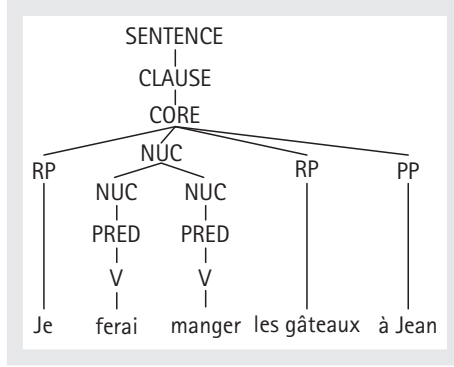 SENTENCE
CLAUSE
CORE
RP NUC RP PP
NUC NUC
PRED PRED
V V
Je ferai manger les gâteaux à Jean